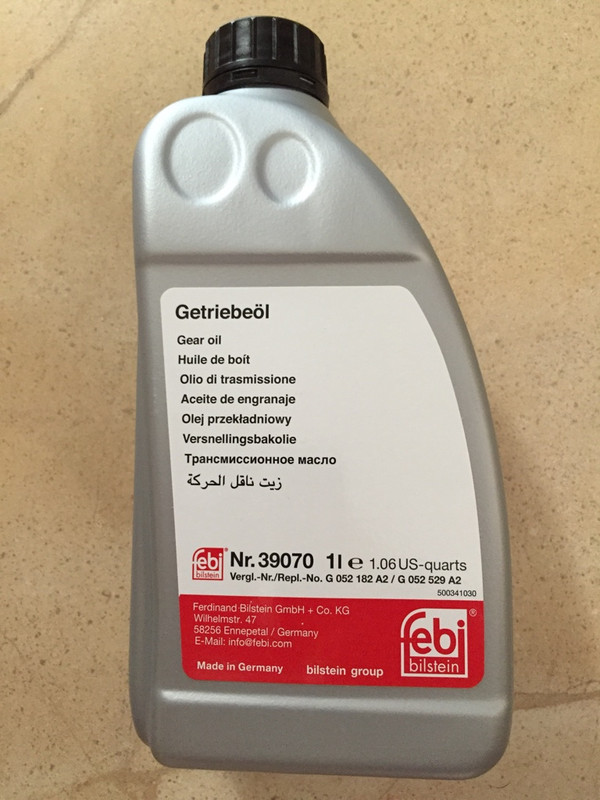 Getriebeöl
Gear oil
Huile de boît
Olio di trasmissione
Aceite de engranaje
Olej przekładniowy
Versnellingsbakolie
Трансмиссионное масло
زيت ناقل الحركة
febi bilstein Nr. 39070 1l ℮ 1.06 US-quarts
Vergl.-Nr./Repl.-No. G 052 182 A2 / G 052 529 A2
500341030
Ferdinand Bilstein GmbH + Co. KG
Wilhelmstr. 47
58256 Ennepetal / Germany
E-Mail: info@febi.com
Made in Germany bilstein group
febi®
bilstein